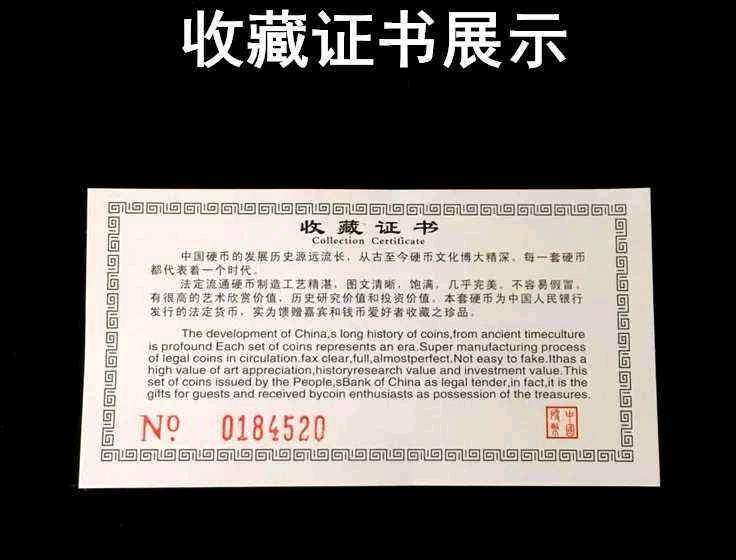 收藏证书展示
收藏证书
Collection Certificate
中国硬币的发展历史源远流长，从古至今硬币文化博大精深，每一套硬币
都代表着一个时代。
法定流通硬币制造工艺精湛，图文清晰，饱满，几乎完美。不容易假冒，
有很高的艺术欣赏价值，历史研究价值和投资价值。本套硬币为中国人民银行
发行的法定货币，实为馈赠嘉宾和钱币爱好者收藏之珍品。
The development of China,s long history of coins,from ancient timeculture
is profound Each set of coins represents an era.Super manufacturing process
of legal coins in circulation.fax clear,full,almostperfect.Not easy to fake.Ithas a
high value of art appreciation,historyresearch value and investment value.This
set of coins issued by the People,sBank of China as legal tender,in fact,it is the
gifts for guests and received bycoin enthusiasts as possession of the treasures.
No 0184520
中國